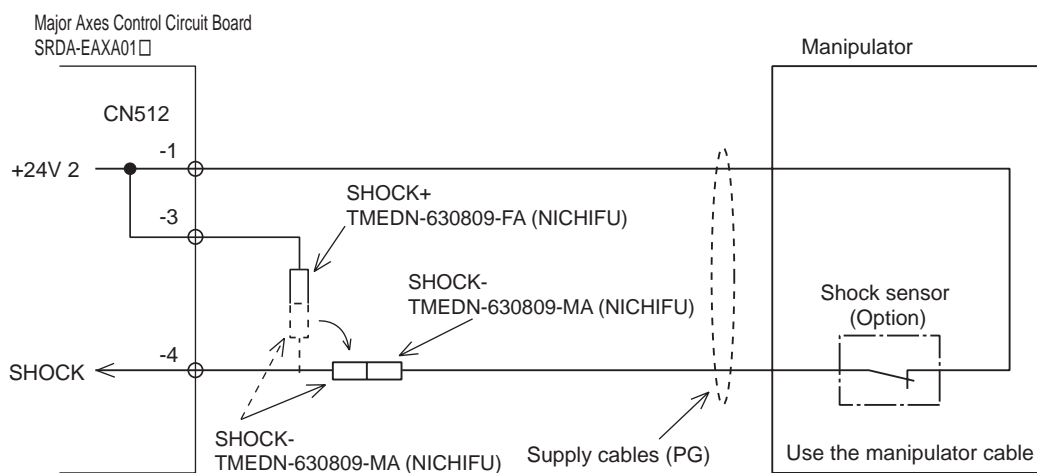 Major Axes Control Circuit Board
SRDA-EAXA01□
Manipulator
CN512
+24V 2
-1
SHOCK+
TMEDN-630809-FA (NICHIFU)
-3
SHOCK-
TMEDN-630809-MA (NICHIFU)
Shock sensor
(Option)
-4
SHOCK
SHOCK-
TMEDN-630809-MA (NICHIFU)
Supply cables (PG)
Use the manipulator cable